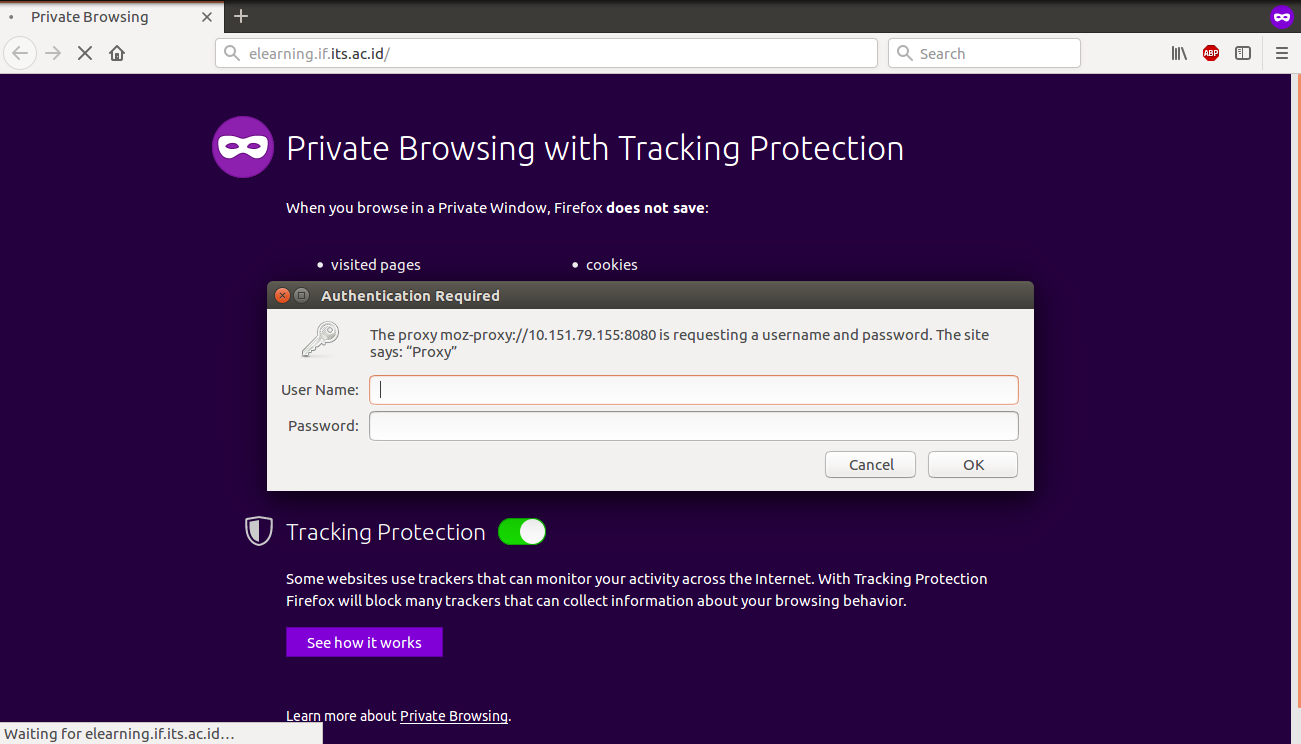 Private Browsing
elearning.if.its.ac.id/
Search
ABP
Private Browsing with Tracking Protection
When you browse in a Private Window, Firefox does not save:
• visited pages
• cookies
Authentication Required
The proxy moz-proxy://10.151.79.155:8080 is requesting a username and password. The site
says: “Proxy”
User Name:
Password:
Cancel
OK
Tracking Protection
Some websites use trackers that can monitor your activity across the Internet. With Tracking Protection
Firefox will block many trackers that can collect information about your browsing behavior.
See how it works
Learn more about Private Browsing.
Waiting for elearning.if.its.ac.id…